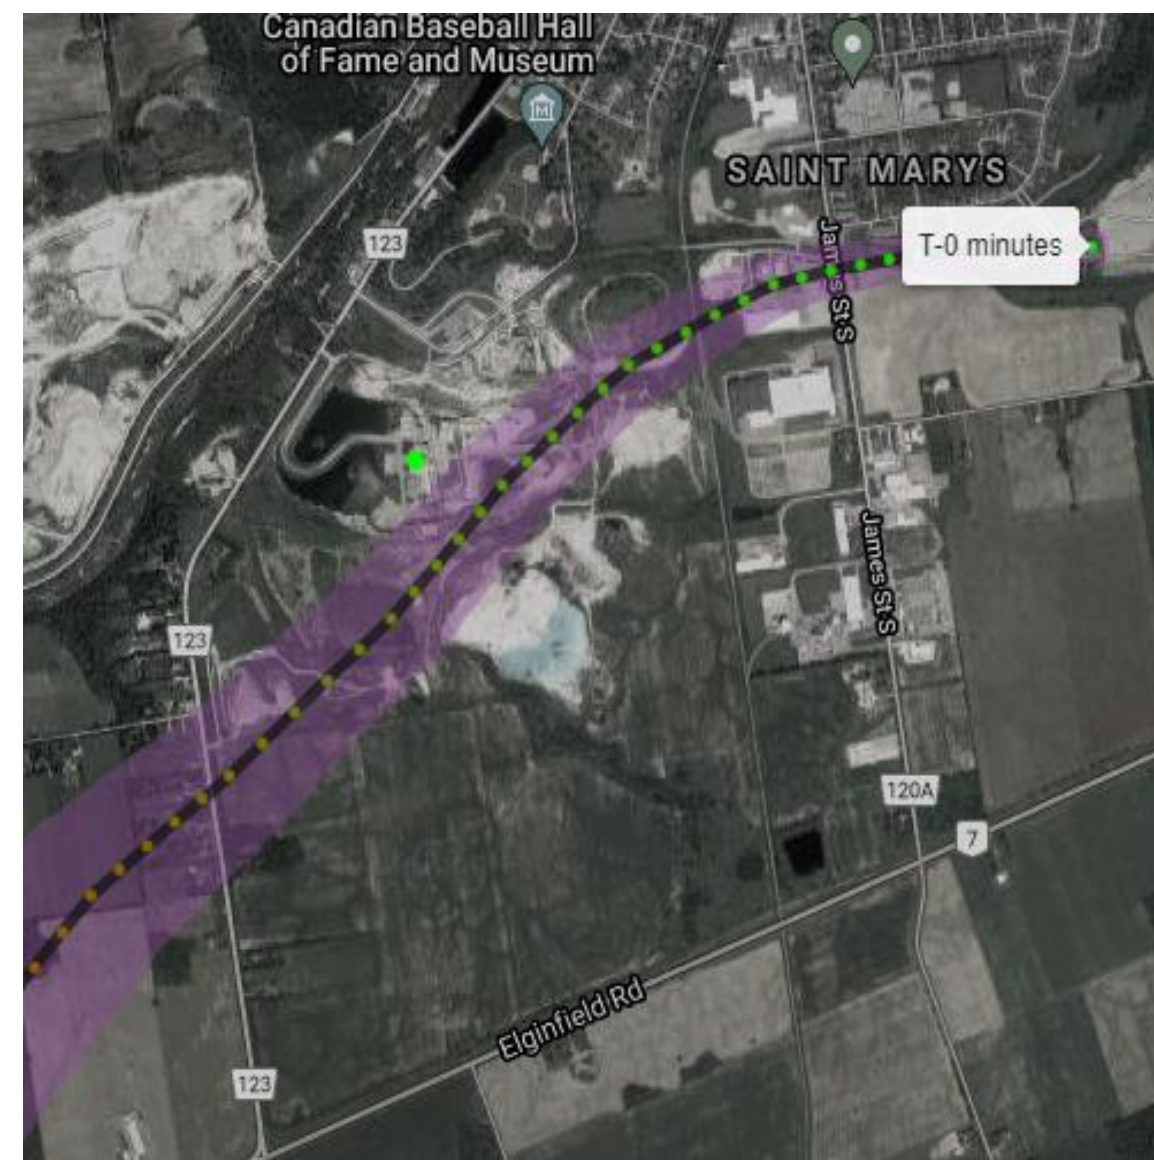 Canadian Baseball Hall
of Fame and Museum
M
SAINT MARYS
123
James St S
T-0 minutes
James St S
123
120A
7
Elginfield Rd
123